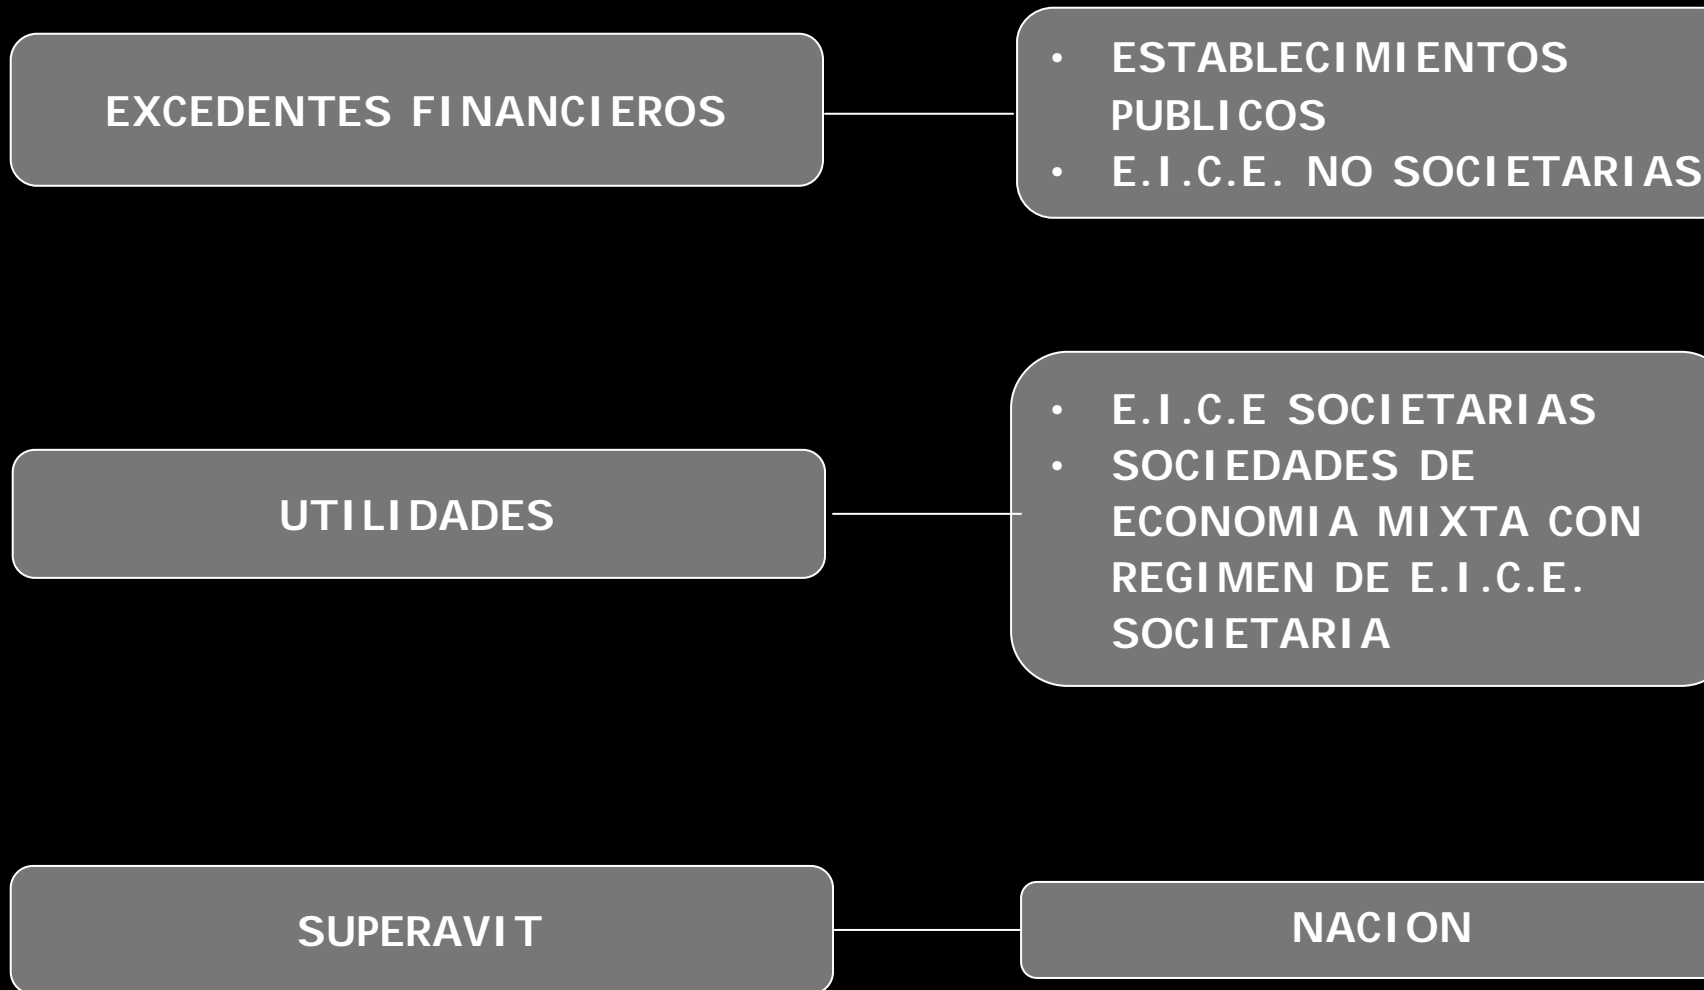 EXCEDENTES FINANCIEROS
• ESTABLECIMIENTOS
PUBLICOS
• E.I.C.E. NO SOCIETARIAS
UTILIDADES
• E.I.C.E SOCIETARIAS
• SOCIEDADES DE
ECONOMIA MIXTA CON
REGIMEN DE E.I.C.E.
SOCIETARIA
SUPERAVIT
NACION